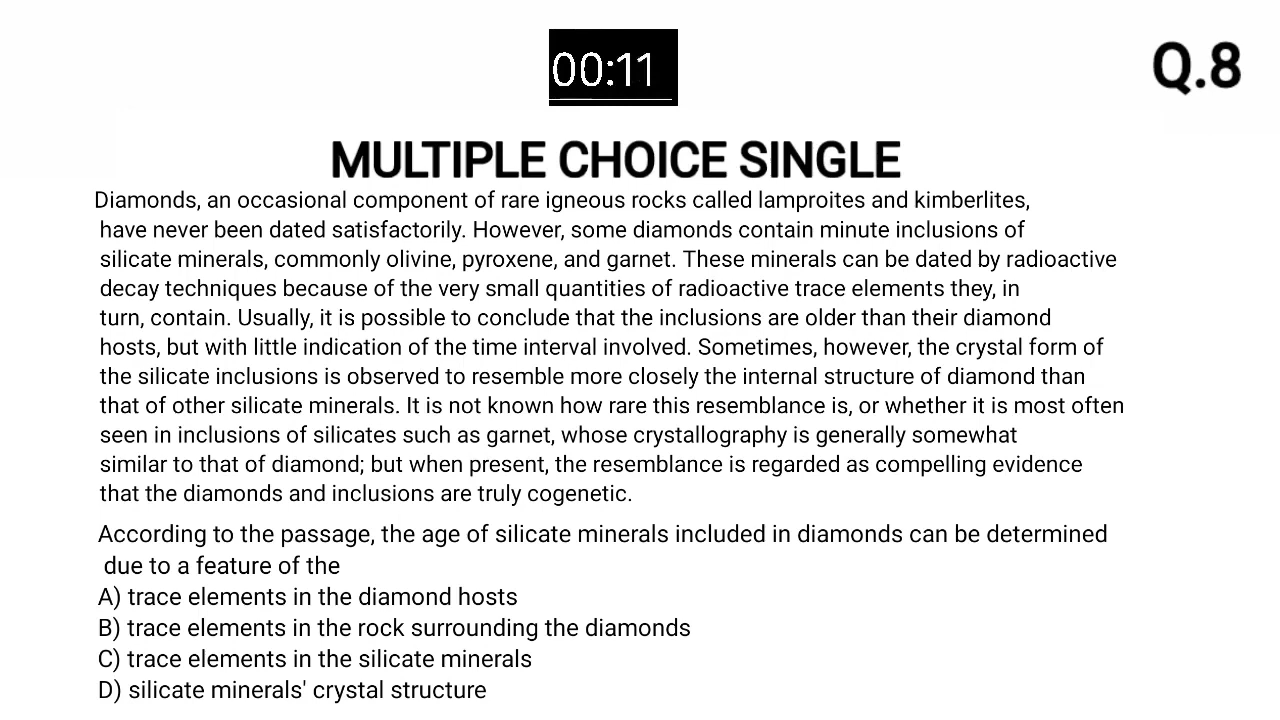 00:11
Q.8
MULTIPLE CHOICE SINGLE
Diamonds, an occasional component of rare igneous rocks called lamproites and kimberlites,
have never been dated satisfactorily. However, some diamonds contain minute inclusions of
silicate minerals, commonly olivine, pyroxene, and garnet. These minerals can be dated by radioactive
decay techniques because of the very small quantities of radioactive trace elements they, in
turn, contain. Usually, it is possible to conclude that the inclusions are older than their diamond
hosts, but with little indication of the time interval involved. Sometimes, however, the crystal form of
the silicate inclusions is observed to resemble more closely the internal structure of diamond than
that of other silicate minerals. It is not known how rare this resemblance is, or whether it is most often
seen in inclusions of silicates such as garnet, whose crystallography is generally somewhat
similar to that of diamond; but when present, the resemblance is regarded as compelling evidence
that the diamonds and inclusions are truly cogenetic.
According to the passage, the age of silicate minerals included in diamonds can be determined
due to a feature of the
A) trace elements in the diamond hosts
B) trace elements in the rock surrounding the diamonds
C) trace elements in the silicate minerals
D) silicate minerals' crystal structure